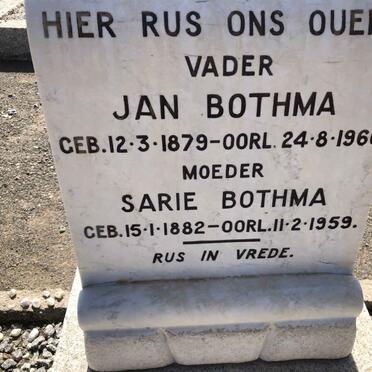 HIER RUS ONS OUE
VADER
JAN BOTHMA
GEB.12·3·1879-OORL. 24·8·196
MOEDER
SARIE BOTHMA
GEB.15·1·1882-OORL.11·2·1959.
RUS IN VREDE.